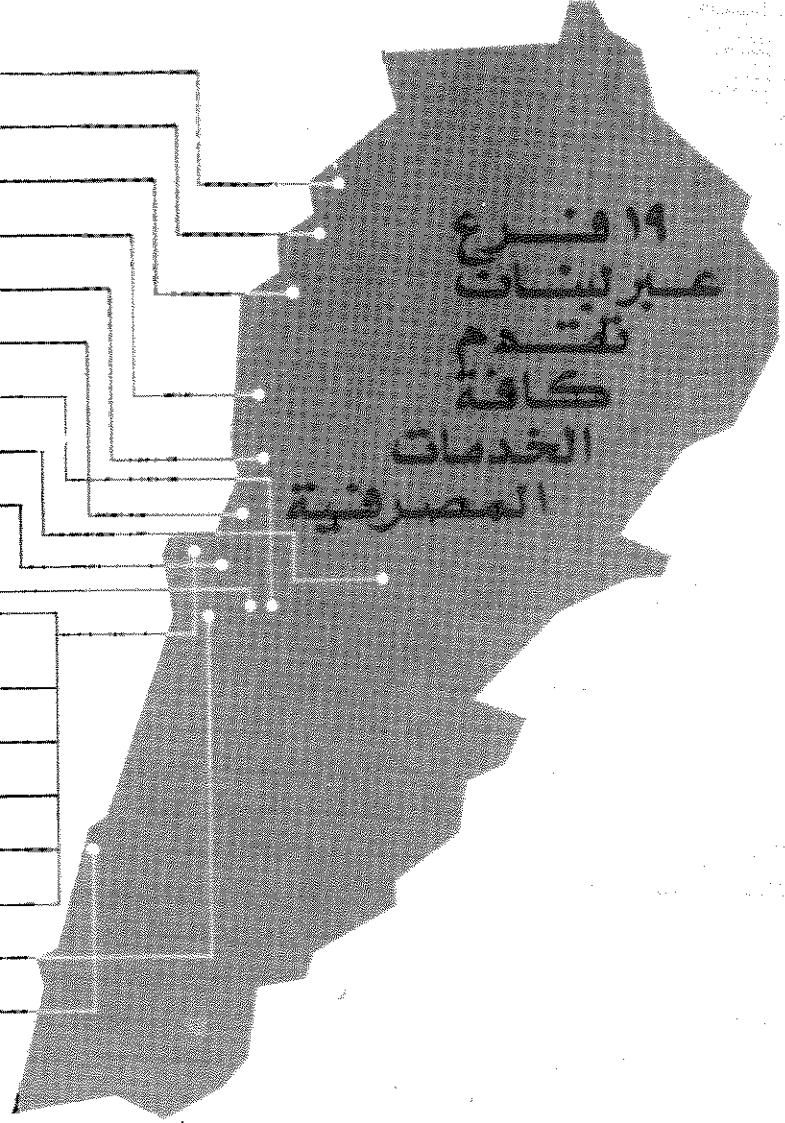 ١٩ فرع
عبر لبنان
تقدم
كافة
الخدمات
المصرفية